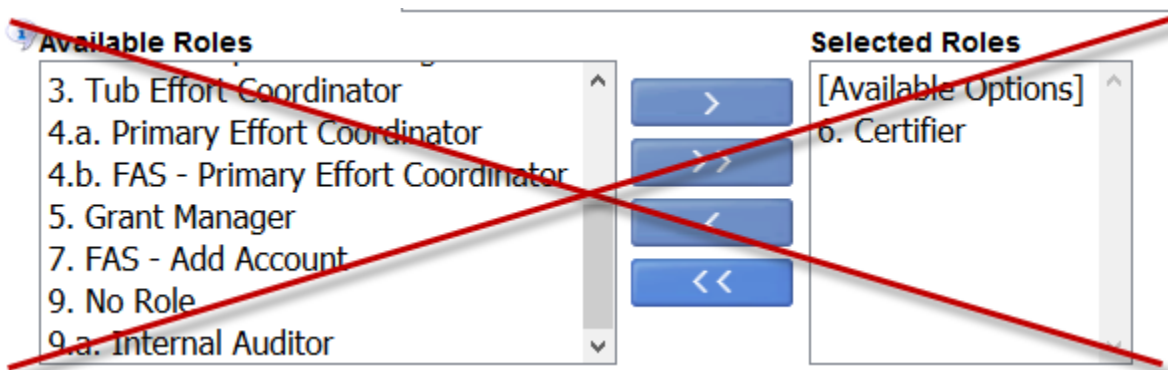 Available Roles
3. Tub Effort Coordinator
4.a. Primary Effort Coordinator
4.b. FAS - Primary Effort Coordinator
5. Grant Manager
7. FAS - Add Account
9. No Role
9.a. Internal Auditor
>
>>
<
<<
Selected Roles
[Available Options]
6. Certifier